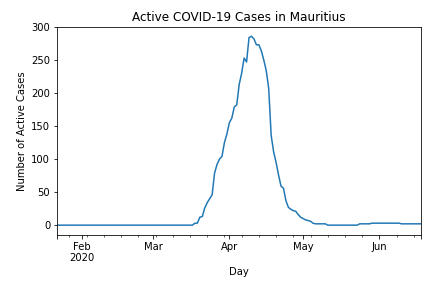 Active COVID-19 Cases in Mauritius
300
250
200
150
100
50
0
Number of Active Cases
Feb
2020
Mar
Apr
May
Jun
Day